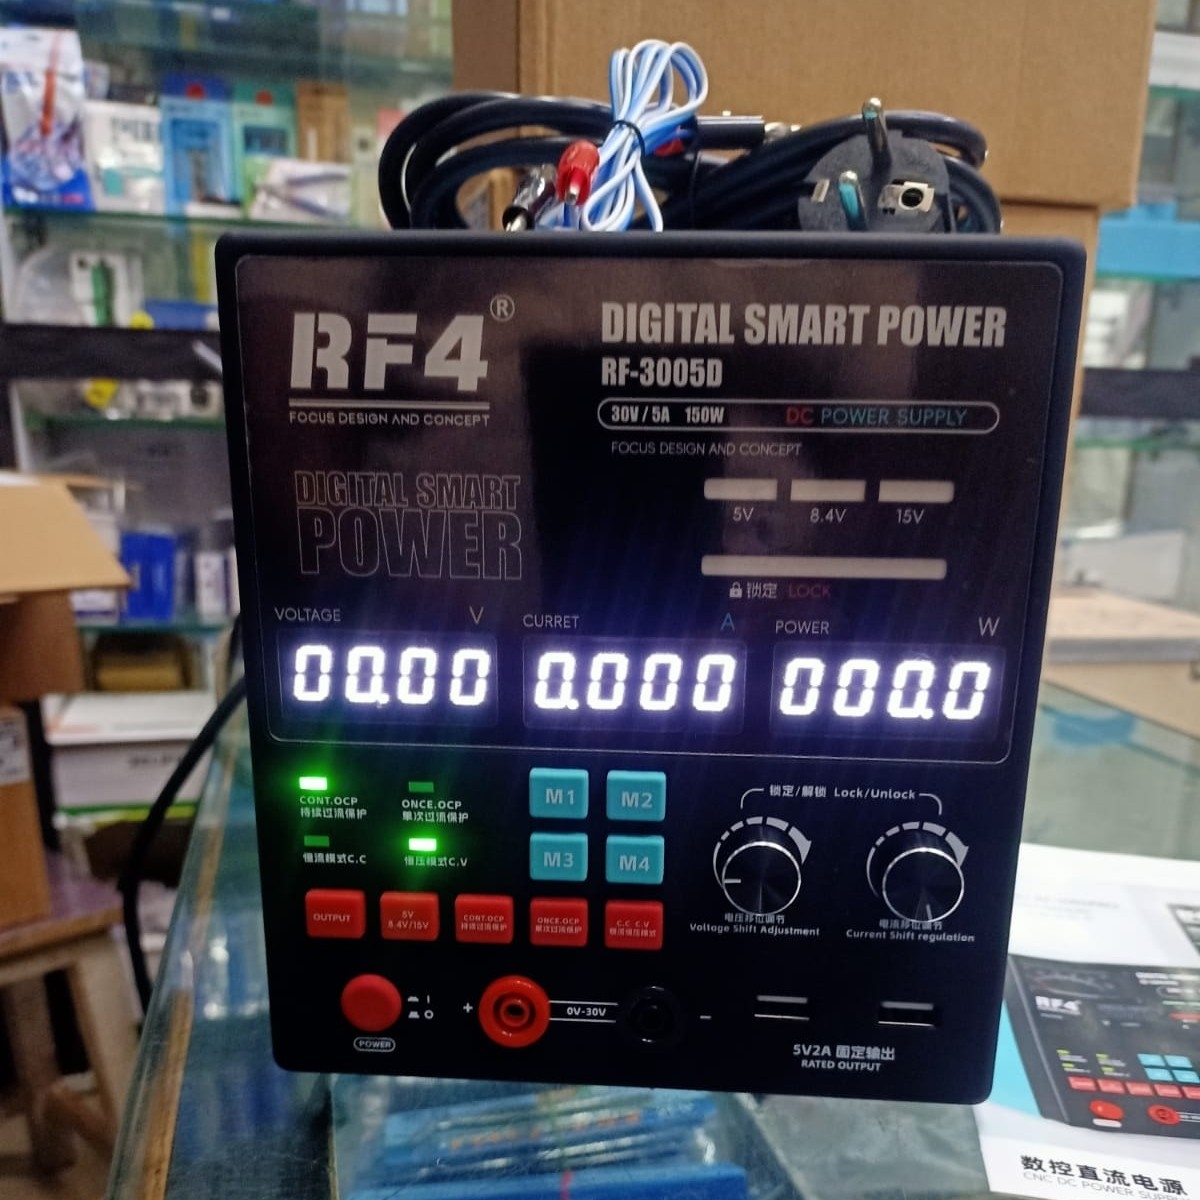 RF4®
FOCUS DESIGN AND CONCEPT
DIGITAL SMART POWER
RF-3005D
30V / 5A 150W DC POWER SUPPLY
FOCUS DESIGN AND CONCEPT
DIGITAL SMART
POWER
5V 8.4V 15V
锁定 LOCK
VOLTAGE V CURRET A POWER W
00.00 0.000 000.0
CONT.OCP
持续过流保护
ONCE.OCP
单次过流保护
恒流模式C.C
恒压模式C.V
M1 M2
M3 M4
锁定/解锁 Lock/Unlock
电压移位调节
Voltage Shift Adjustment
电流移位调节
Current Shift regulation
OUTPUT
5V
8.4V/15V
CONT.OCP
持续过流保护
ONCE.OCP
单次过流保护
C.C C.V
恒流恒压模式
I
O
POWER
+ 0V-30V -
5V2A 固定输出
RATED OUTPUT
RF4
数控直流电源
CNC DC POWER SUPPLY